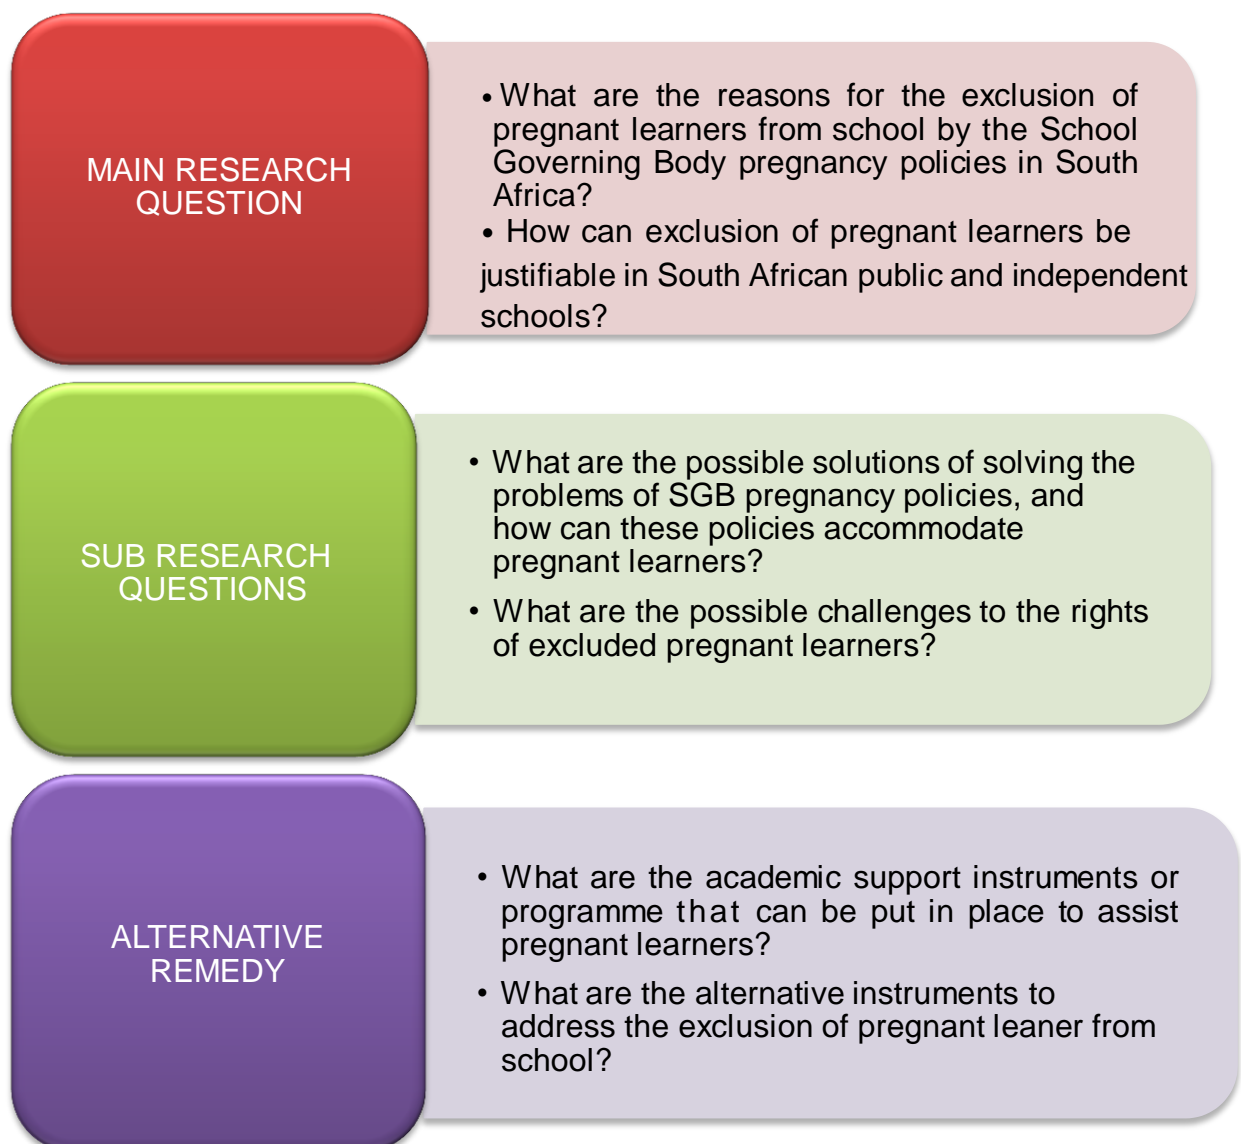 MAIN RESEARCH
QUESTION
• What are the reasons for the exclusion of
pregnant learners from school by the School
Governing Body pregnancy policies in South
Africa?
• How can exclusion of pregnant learners be
justifiable in South African public and independent
schools?
SUB RESEARCH
QUESTIONS
• What are the possible solutions of solving the
problems of SGB pregnancy policies, and
how can these policies accommodate
pregnant learners?
• What are the possible challenges to the rights
of excluded pregnant learners?
ALTERNATIVE
REMEDY
• What are the academic support instruments or
programme that can be put in place to assist
pregnant learners?
• What are the alternative instruments to
address the exclusion of pregnant leaner from
school?